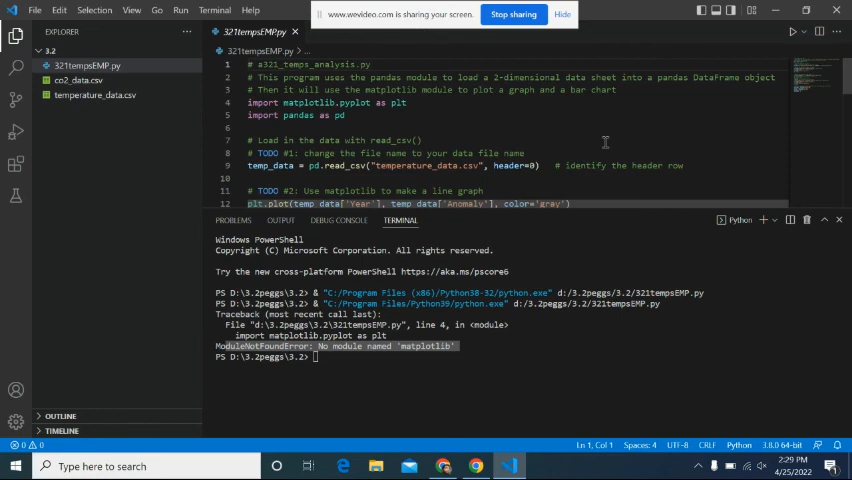 File Edit Selection View Go Run Terminal Help
www.wevideo.com is sharing your screen. Stop sharing Hide
EXPLORER
321tempsEMP.py
3.2
321tempsEMP.py > ...
321tempsEMP.py
co2_data.csv
temperature_data.csv
1 # a321_temps_analysis.py
2 # This program uses the pandas module to load a 2-dimensional data sheet into a pandas DataFrame object
3 # Then it will use the matplotlib module to plot a graph and a bar chart
4 import matplotlib.pyplot as plt
5 import pandas as pd
6
7 # Load in the data with read_csv()
8 # TODO #1: change the file name to your data file name
9 temp_data = pd.read_csv("temperature_data.csv", header=0) # identify the header row
10
11 # TODO #2: Use matplotlib to make a line graph
12 plt.plot(temp_data['Year'], temp_data['Anomaly'], color='gray')
PROBLEMS OUTPUT DEBUG CONSOLE TERMINAL
Python
Windows PowerShell
Copyright (C) Microsoft Corporation. All rights reserved.
Try the new cross-platform PowerShell https://aka.ms/pscore6
PS D:\3.2peggs\3.2> & "C:/Program Files (x86)/Python38-32/python.exe" d:/3.2peggs/3.2/321tempsEMP.py
PS D:\3.2peggs\3.2> & "C:/Program Files/Python39/python.exe" d:/3.2peggs/3.2/321tempsEMP.py
Traceback (most recent call last):
File "d:\3.2peggs\3.2\321tempsEMP.py", line 4, in <module>
import matplotlib.pyplot as plt
ModuleNotFoundError: No module named 'matplotlib'
PS D:\3.2peggs\3.2>
OUTLINE
TIMELINE
0 0
Ln 1, Col 1 Spaces: 4 UTF-8 CRLF Python 3.8.0 64-bit
Type here to search
2:29 PM
4/25/2022
1